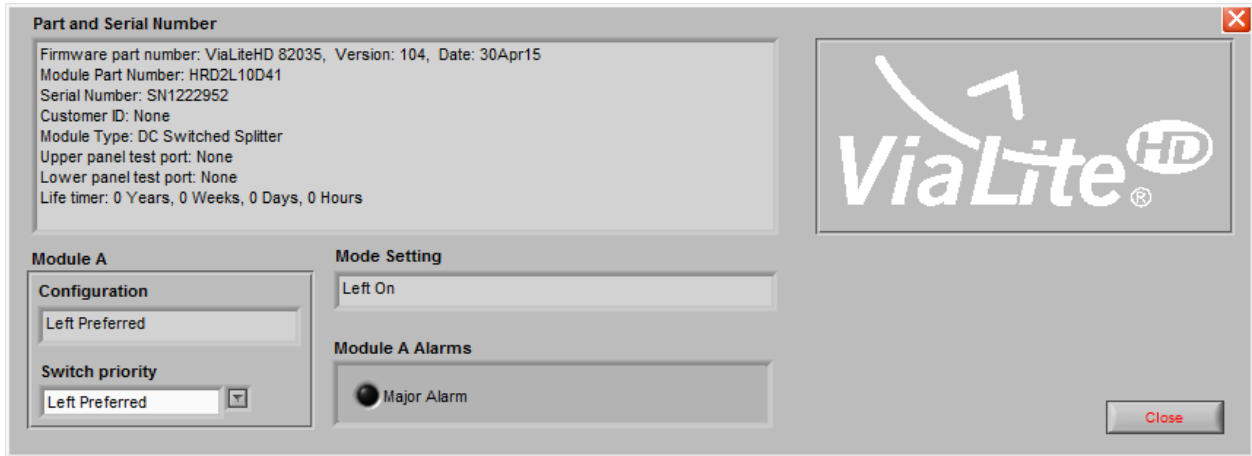 Part and Serial Number
Firmware part number: ViaLiteHD 82035, Version: 104, Date: 30Apr15
Module Part Number: HRD2L10D41
Serial Number: SN1222952
Customer ID: None
Module Type: DC Switched Splitter
Upper panel test port: None
Lower panel test port: None
Life timer: 0 Years, 0 Weeks, 0 Days, 0 Hours
ViaLite HD ®
Module A
Configuration
Left Preferred
Switch priority
Left Preferred
Mode Setting
Left On
Module A Alarms
Major Alarm
Close